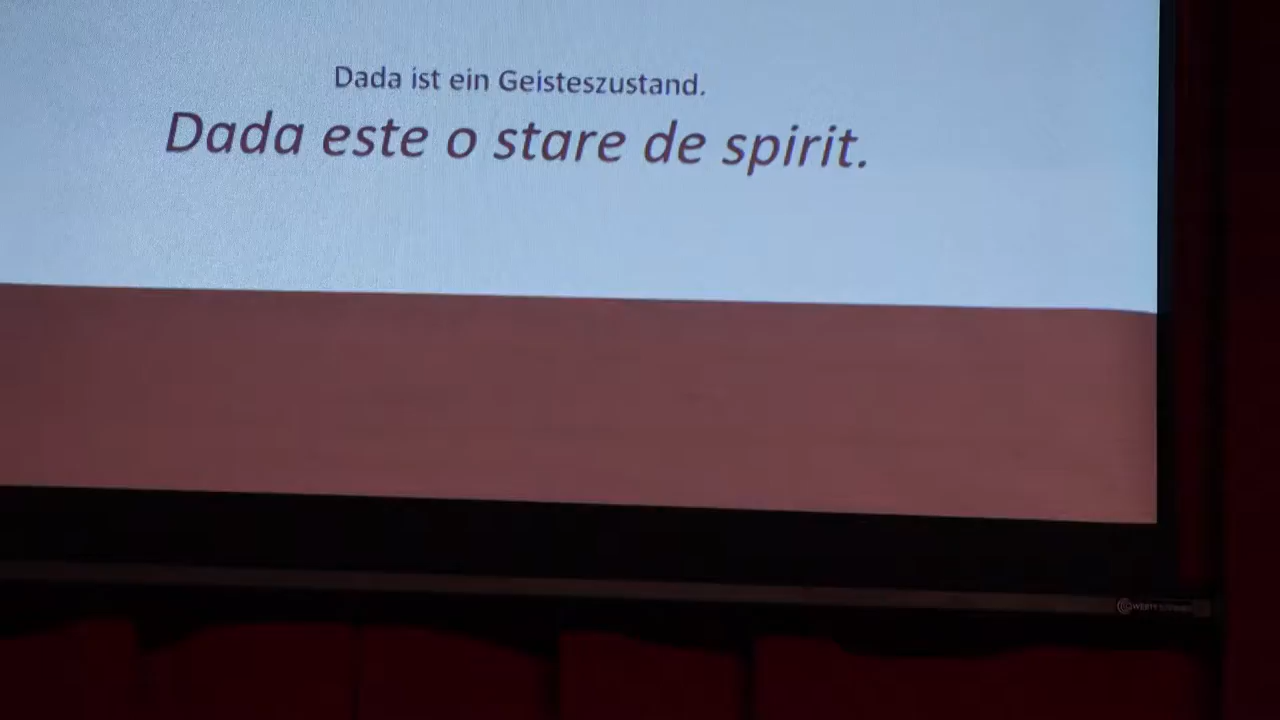 Dada ist ein Geisteszustand.
Dada este o stare de spirit.